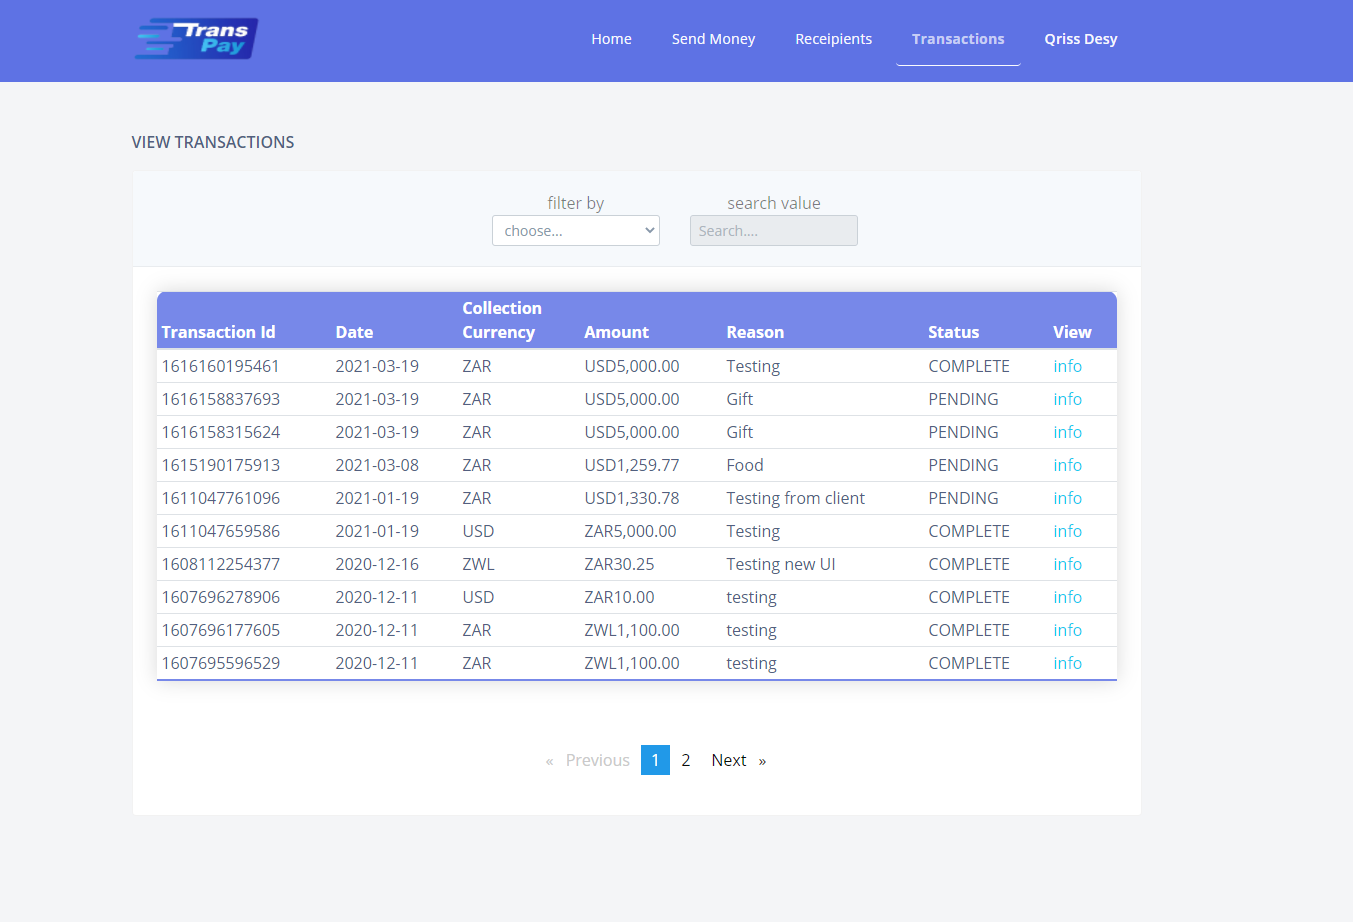 Trans
Pay
Home Send Money Receipients Transactions Qriss Desy
VIEW TRANSACTIONS
filter by search value
choose... Search....
Transaction Id Date Collection Currency Amount Reason Status View
1616160195461 2021-03-19 ZAR USD5,000.00 Testing COMPLETE info
1616158837693 2021-03-19 ZAR USD5,000.00 Gift PENDING info
1616158315624 2021-03-19 ZAR USD5,000.00 Gift PENDING info
1615190175913 2021-03-08 ZAR USD1,259.77 Food PENDING info
1611047761096 2021-01-19 ZAR USD1,330.78 Testing from client PENDING info
1611047659586 2021-01-19 USD ZAR5,000.00 Testing COMPLETE info
1608112254377 2020-12-16 ZWL ZAR30.25 Testing new UI COMPLETE info
1607696278906 2020-12-11 USD ZAR10.00 testing COMPLETE info
1607696177605 2020-12-11 ZAR ZWL1,100.00 testing COMPLETE info
1607695596529 2020-12-11 ZAR ZWL1,100.00 testing COMPLETE info
« Previous 1 2 Next »